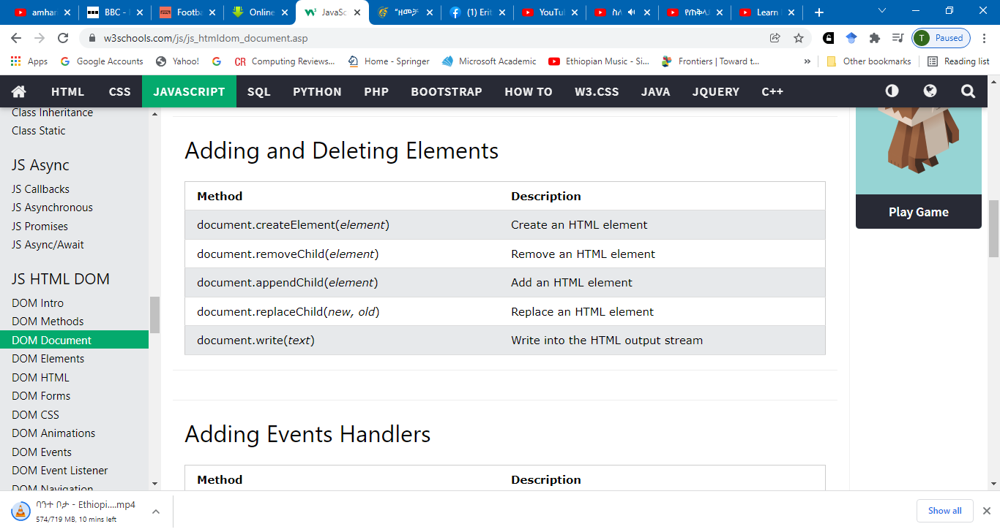 amhar
BBC -
Footba
Online
JavaSc
"ዘመቻ
(1) Erit
YouTu
ስለ
የጠቅላ
Learn
w3schools.com/js/js_htmldom_document.asp
T Paused
Apps
Google Accounts
Yahoo!
CR Computing Reviews...
Home - Springer
Microsoft Academic
Ethiopian Music - Si...
Frontiers | Toward t...
»
Other bookmarks
Reading list
HTML
CSS
JAVASCRIPT
SQL
PYTHON
PHP
BOOTSTRAP
HOW TO
W3.CSS
JAVA
JQUERY
C++
Class Inheritance
Class Static
JS Async
JS Callbacks
JS Asynchronous
JS Promises
JS Async/Await
JS HTML DOM
DOM Intro
DOM Methods
DOM Document
DOM Elements
DOM HTML
DOM Forms
DOM CSS
DOM Animations
DOM Events
DOM Event Listener
DOM Navigation
Adding and Deleting Elements
Method Description
document.createElement(element) Create an HTML element
document.removeChild(element) Remove an HTML element
document.appendChild(element) Add an HTML element
document.replaceChild(new, old) Replace an HTML element
document.write(text) Write into the HTML output stream
Adding Events Handlers
Method Description
Play Game
ባንተ ቦታ - Ethiopi....mp4
574/719 MB, 10 mins left
Show all